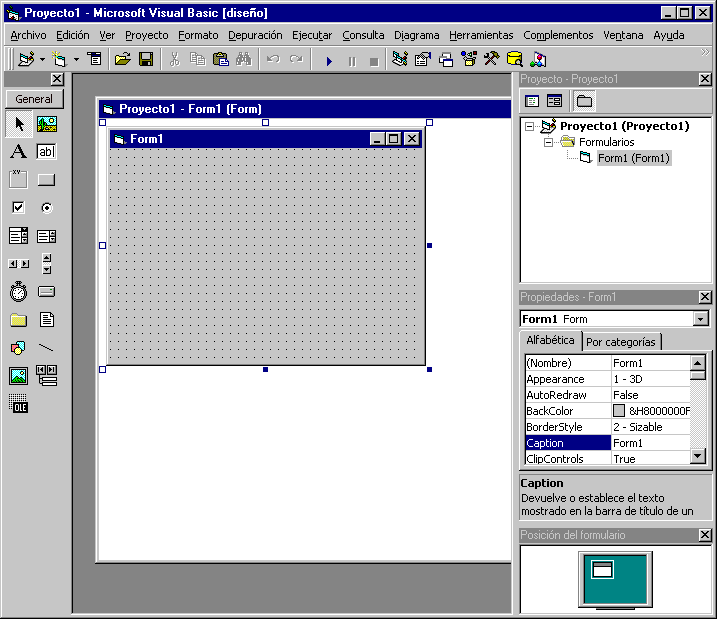 Proyecto1 - Microsoft Visual Basic [diseño]
Archivo Edición Ver Proyecto Formato Depuración Ejecutar Consulta Diagrama Herramientas Complementos Ventana Ayuda
General
A ab
xv
OLE
Proyecto1 - Form1 (Form)
Form1
Proyecto - Proyecto1
Proyecto1 (Proyecto1)
Formularios
Form1 (Form1)
Propiedades - Form1
Form1 Form
Alfabética Por categorías
(Nombre) Form1
Appearance 1 - 3D
AutoRedraw False
BackColor &H8000000F
BorderStyle 2 - Sizable
Caption Form1
ClipControls True
Caption
Devuelve o establece el texto
mostrado en la barra de título de un
Posición del formulario